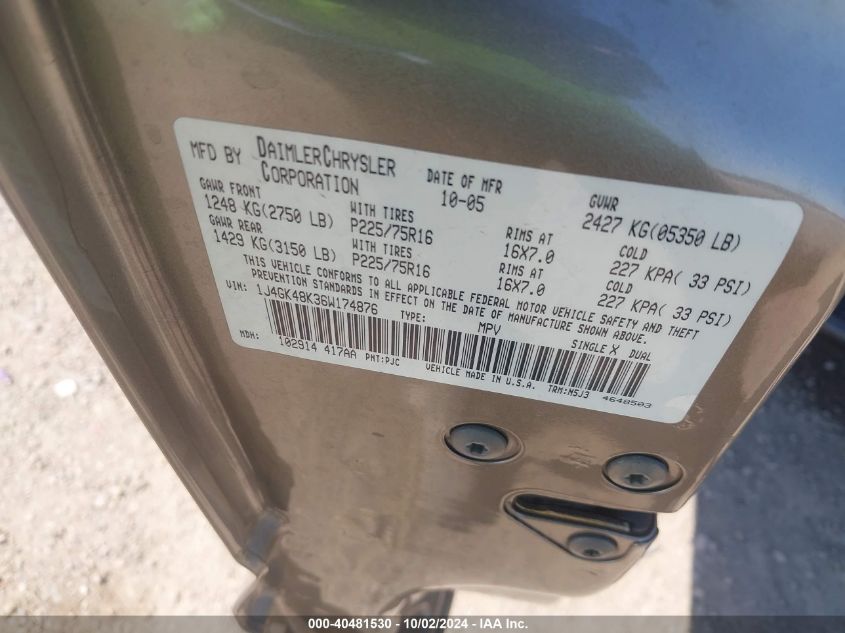 MFD BY DAIMLERCHRYSLER CORPORATION DATE OF MFR 10-05 GVWR 2427 KG(05350 LB)
GAWR FRONT WITH TIRES RIMS AT COLD
1248 KG(2750 LB) P225/75R16 16X7.0 227 KPA( 33 PSI)
GAWR REAR WITH TIRES RIMS AT COLD
1429 KG(3150 LB) P225/75R16 16X7.0 227 KPA( 33 PSI)
THIS VEHICLE CONFORMS TO ALL APPLICABLE FEDERAL MOTOR VEHICLE SAFETY AND THEFT
PREVENTION STANDARDS IN EFFECT ON THE DATE OF MANUFACTURE SHOWN ABOVE.
VIN: 1J4GK48K36W174876 TYPE: MPV SINGLE X DUAL
MDH: 102914 417AA PNT:PJC VEHICLE MADE IN U.S.A. TRM:N5J3 4648503
000-40481530 - 10/02/2024 - IAA Inc.